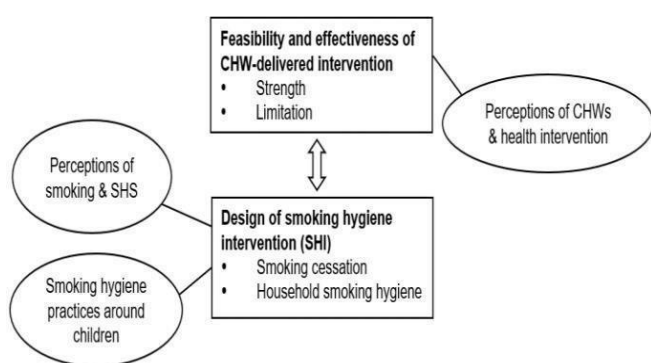 Feasibility and effectiveness of
CHW-delivered intervention
• Strength
• Limitation
Perceptions of CHWs
& health intervention
Perceptions of
smoking & SHS
Design of smoking hygiene
intervention (SHI)
• Smoking cessation
• Household smoking hygiene
Smoking hygiene
practices around
children